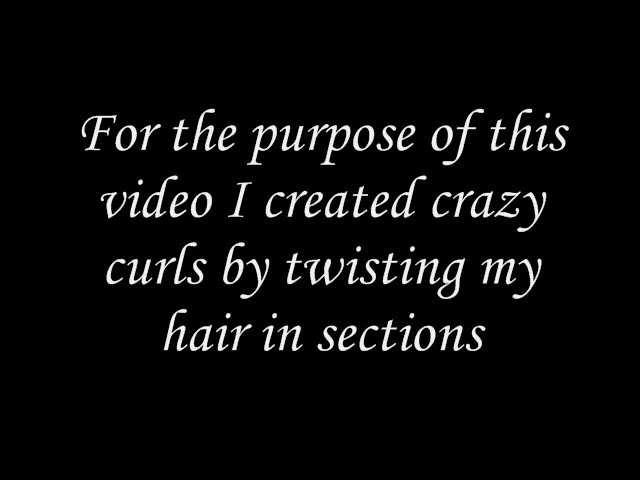 For the purpose of this
video I created crazy
curls by twisting my
hair in sections